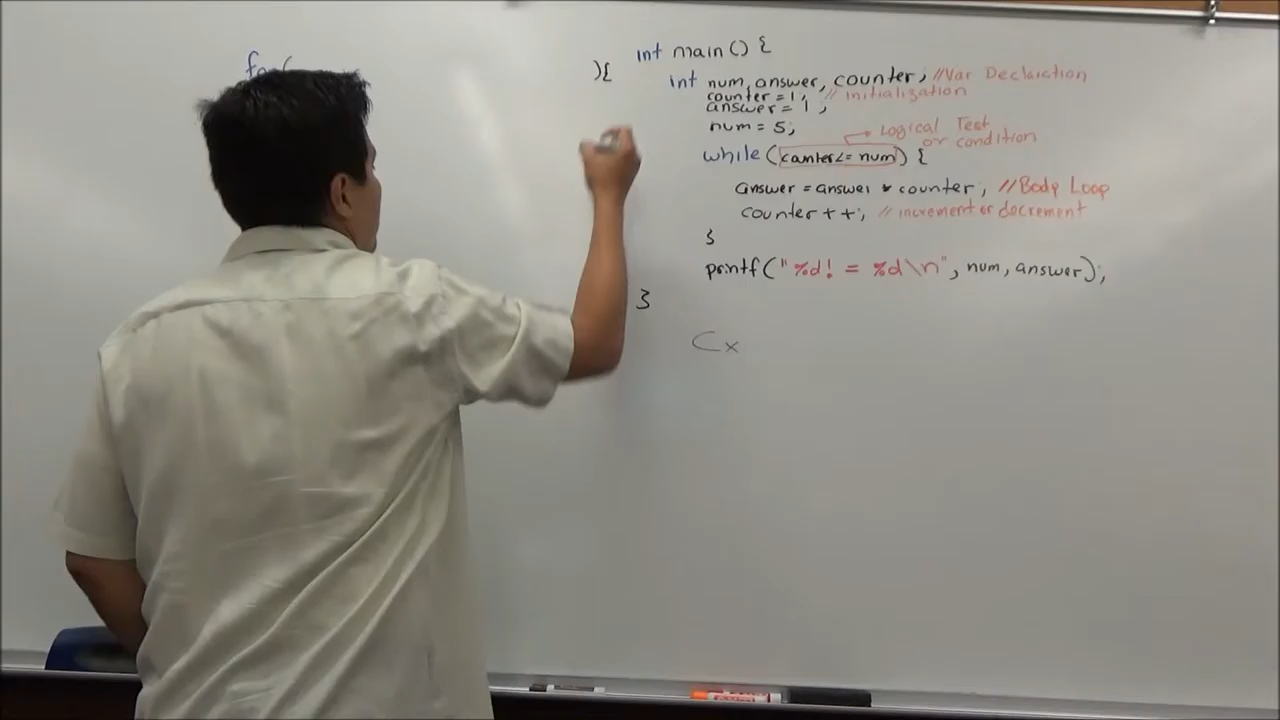 for(
){
int main() {
int num, answer, counter; //Var Declarction
counter = 1; // initialization
answer = 1;
num = 5;
Logical Test
or condition
while (counter<= num) {
answer = answer * counter; //Body Loop
counter ++; // increment or decrement
}
printf("%d! = %d\n", num, answer);
}
Cx